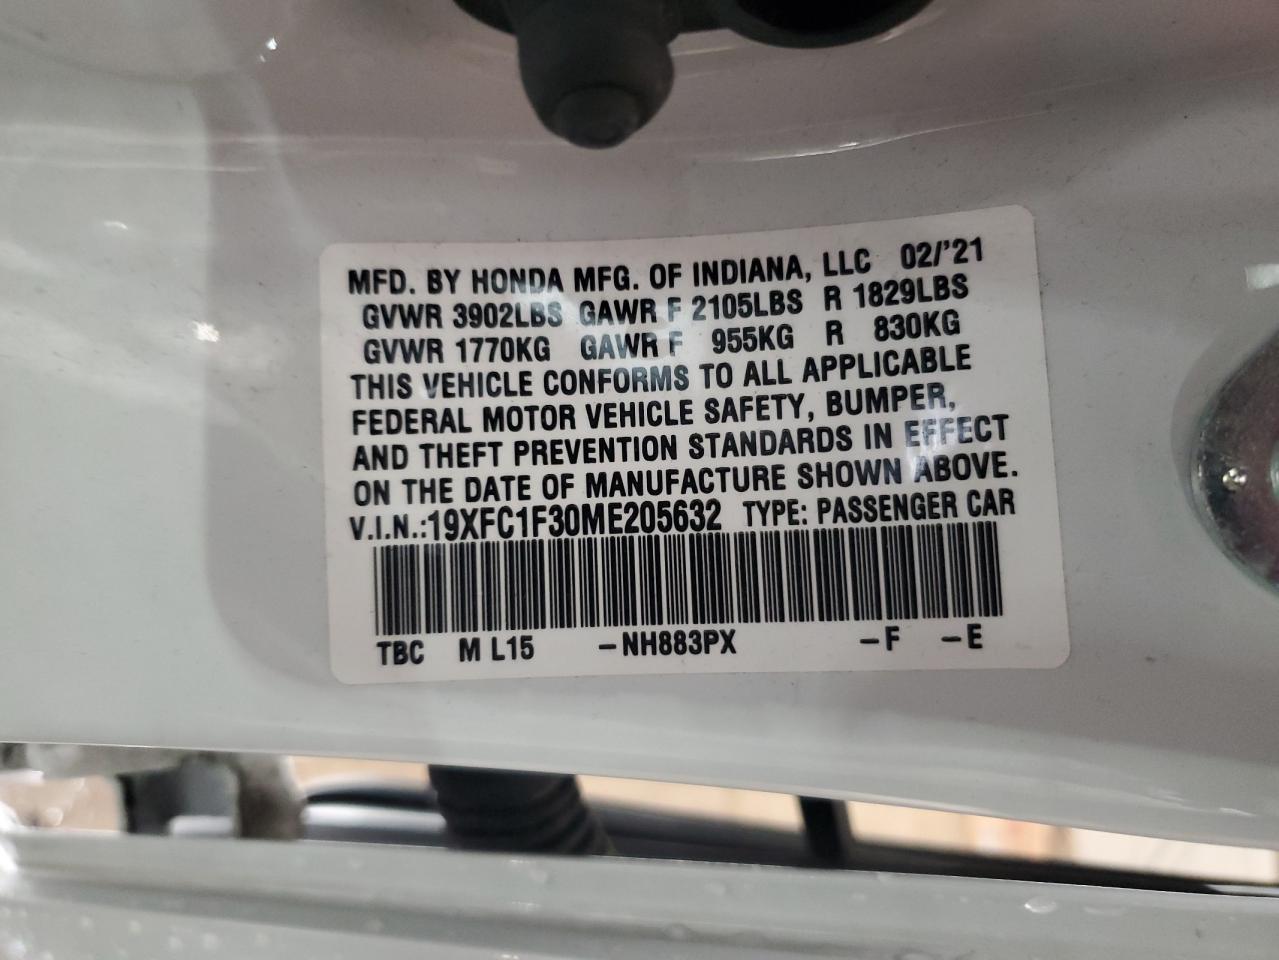 MFD. BY HONDA MFG. OF INDIANA, LLC 02/'21
GVWR 3902LBS GAWR F 2105LBS R 1829LBS
GVWR 1770KG GAWR F 955KG R 830KG
THIS VEHICLE CONFORMS TO ALL APPLICABLE
FEDERAL MOTOR VEHICLE SAFETY, BUMPER,
AND THEFT PREVENTION STANDARDS IN EFFECT
ON THE DATE OF MANUFACTURE SHOWN ABOVE.
V.I.N.:19XFC1F30ME205632 TYPE: PASSENGER CAR
TBC M L15 -NH883PX -F -E